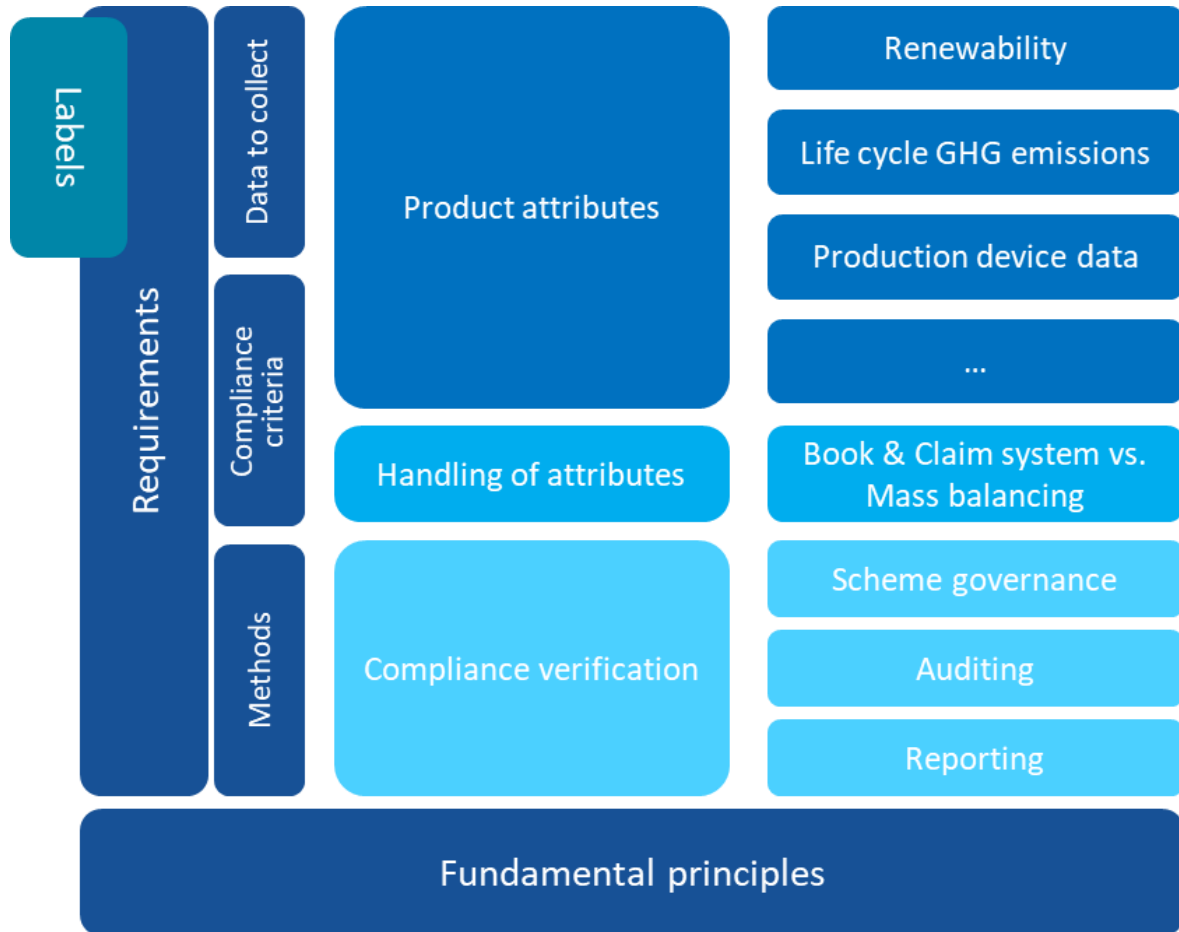 Labels
Requirements
Data to collect
Compliance
criteria
Methods
Product attributes
Handling of attributes
Compliance verification
Renewability
Life cycle GHG emissions
Production device data
...
Book & Claim system vs.
Mass balancing
Scheme governance
Auditing
Reporting
Fundamental principles